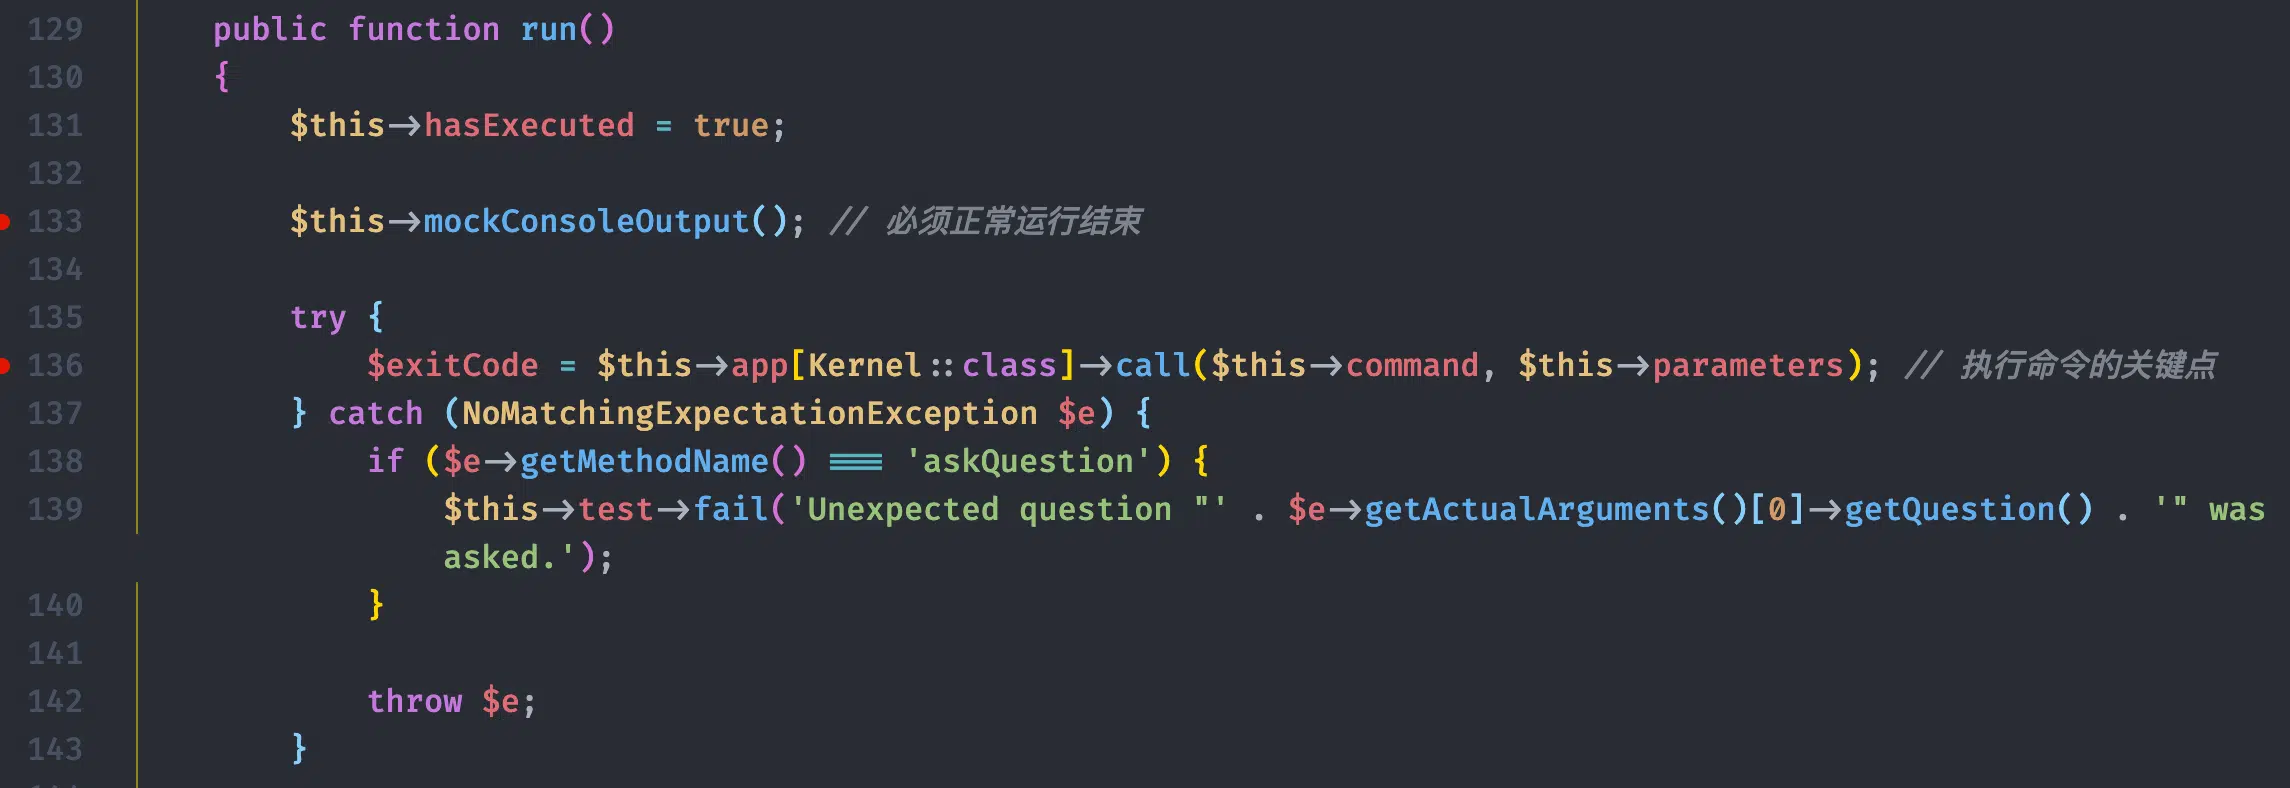 129 public function run()
130 {
131 $this->hasExecuted = true;
132
133 $this->mockConsoleOutput(); // 必须正常运行结束
134
135 try {
136 $exitCode = $this->app[Kernel::class]->call($this->command, $this->parameters); // 执行命令的关键点
137 } catch (NoMatchingExpectationException $e) {
138 if ($e->getMethodName() === 'askQuestion') {
139 $this->test->fail('Unexpected question "' . $e->getActualArguments()[0]->getQuestion() . '" was
asked.');
140 }
141
142 throw $e;
143 }